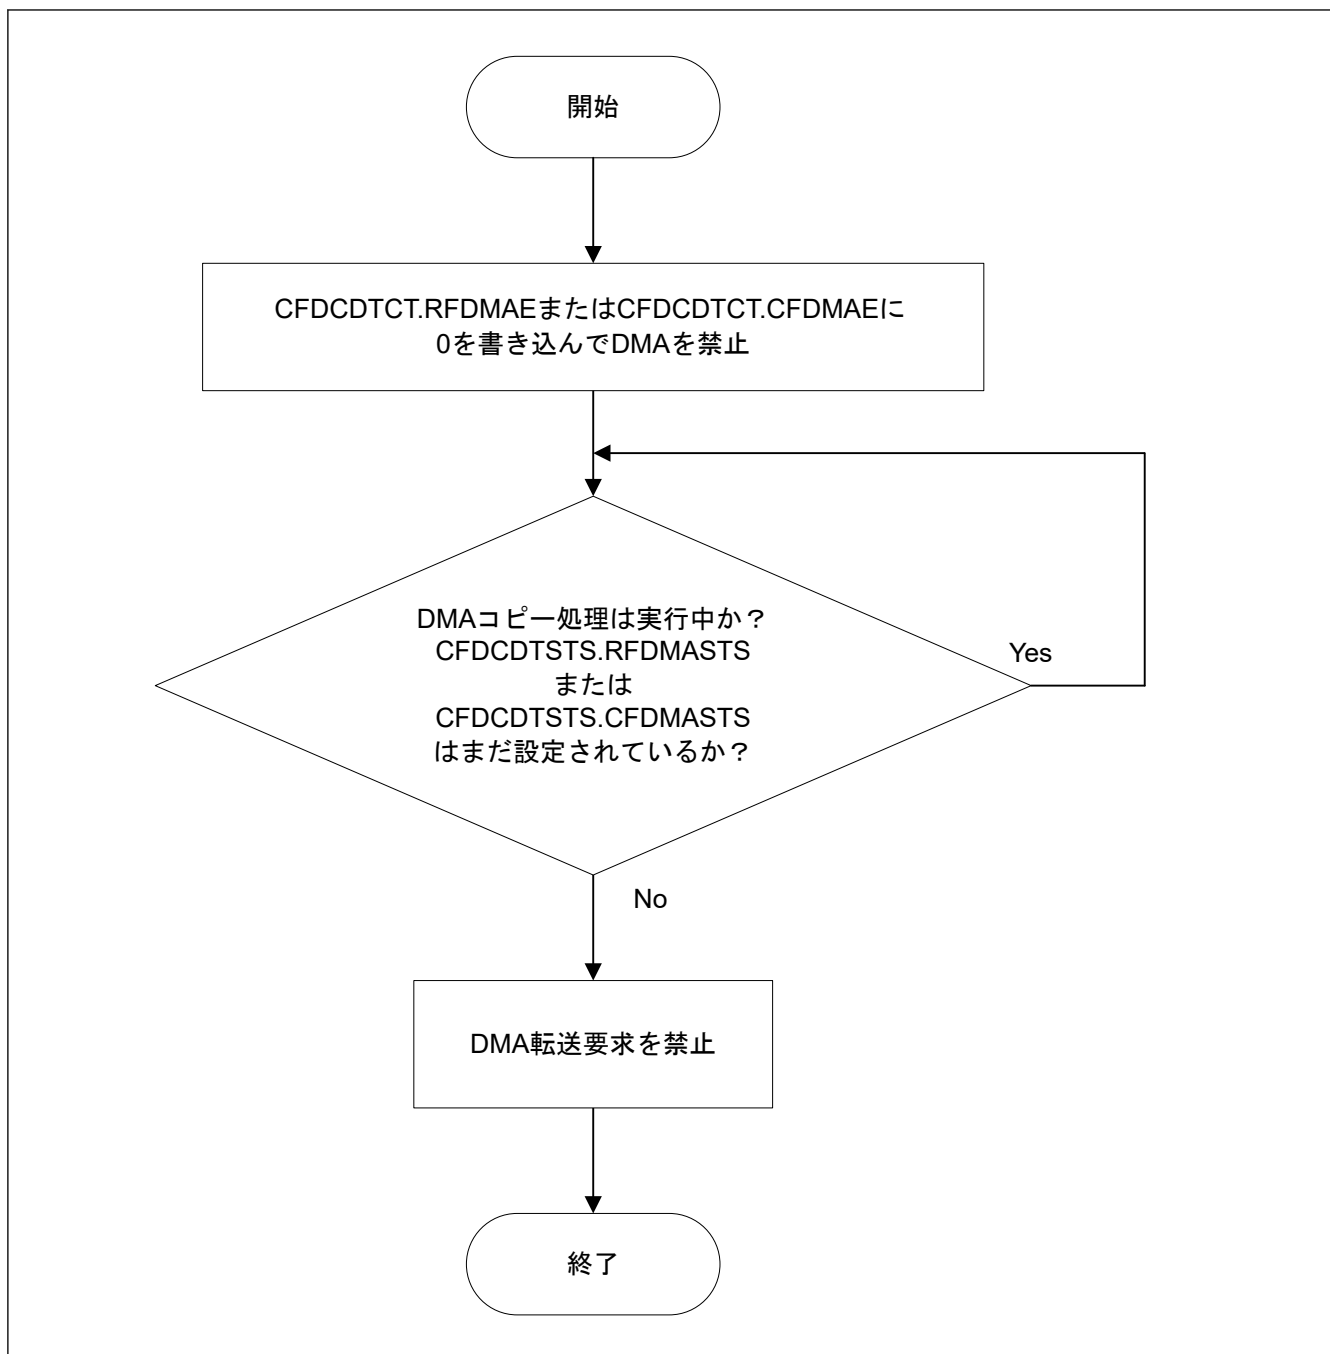 開始
CFDCDTCT.RFDMAEまたはCFDCDTCT.CFDMAEに
0を書き込んでDMAを禁止
DMAコピー処理は実行中か？
CFDCDTSTS.RFDMASTS
または
CFDCDTSTS.CFDMASTS
はまだ設定されているか？
Yes
No
DMA転送要求を禁止
終了